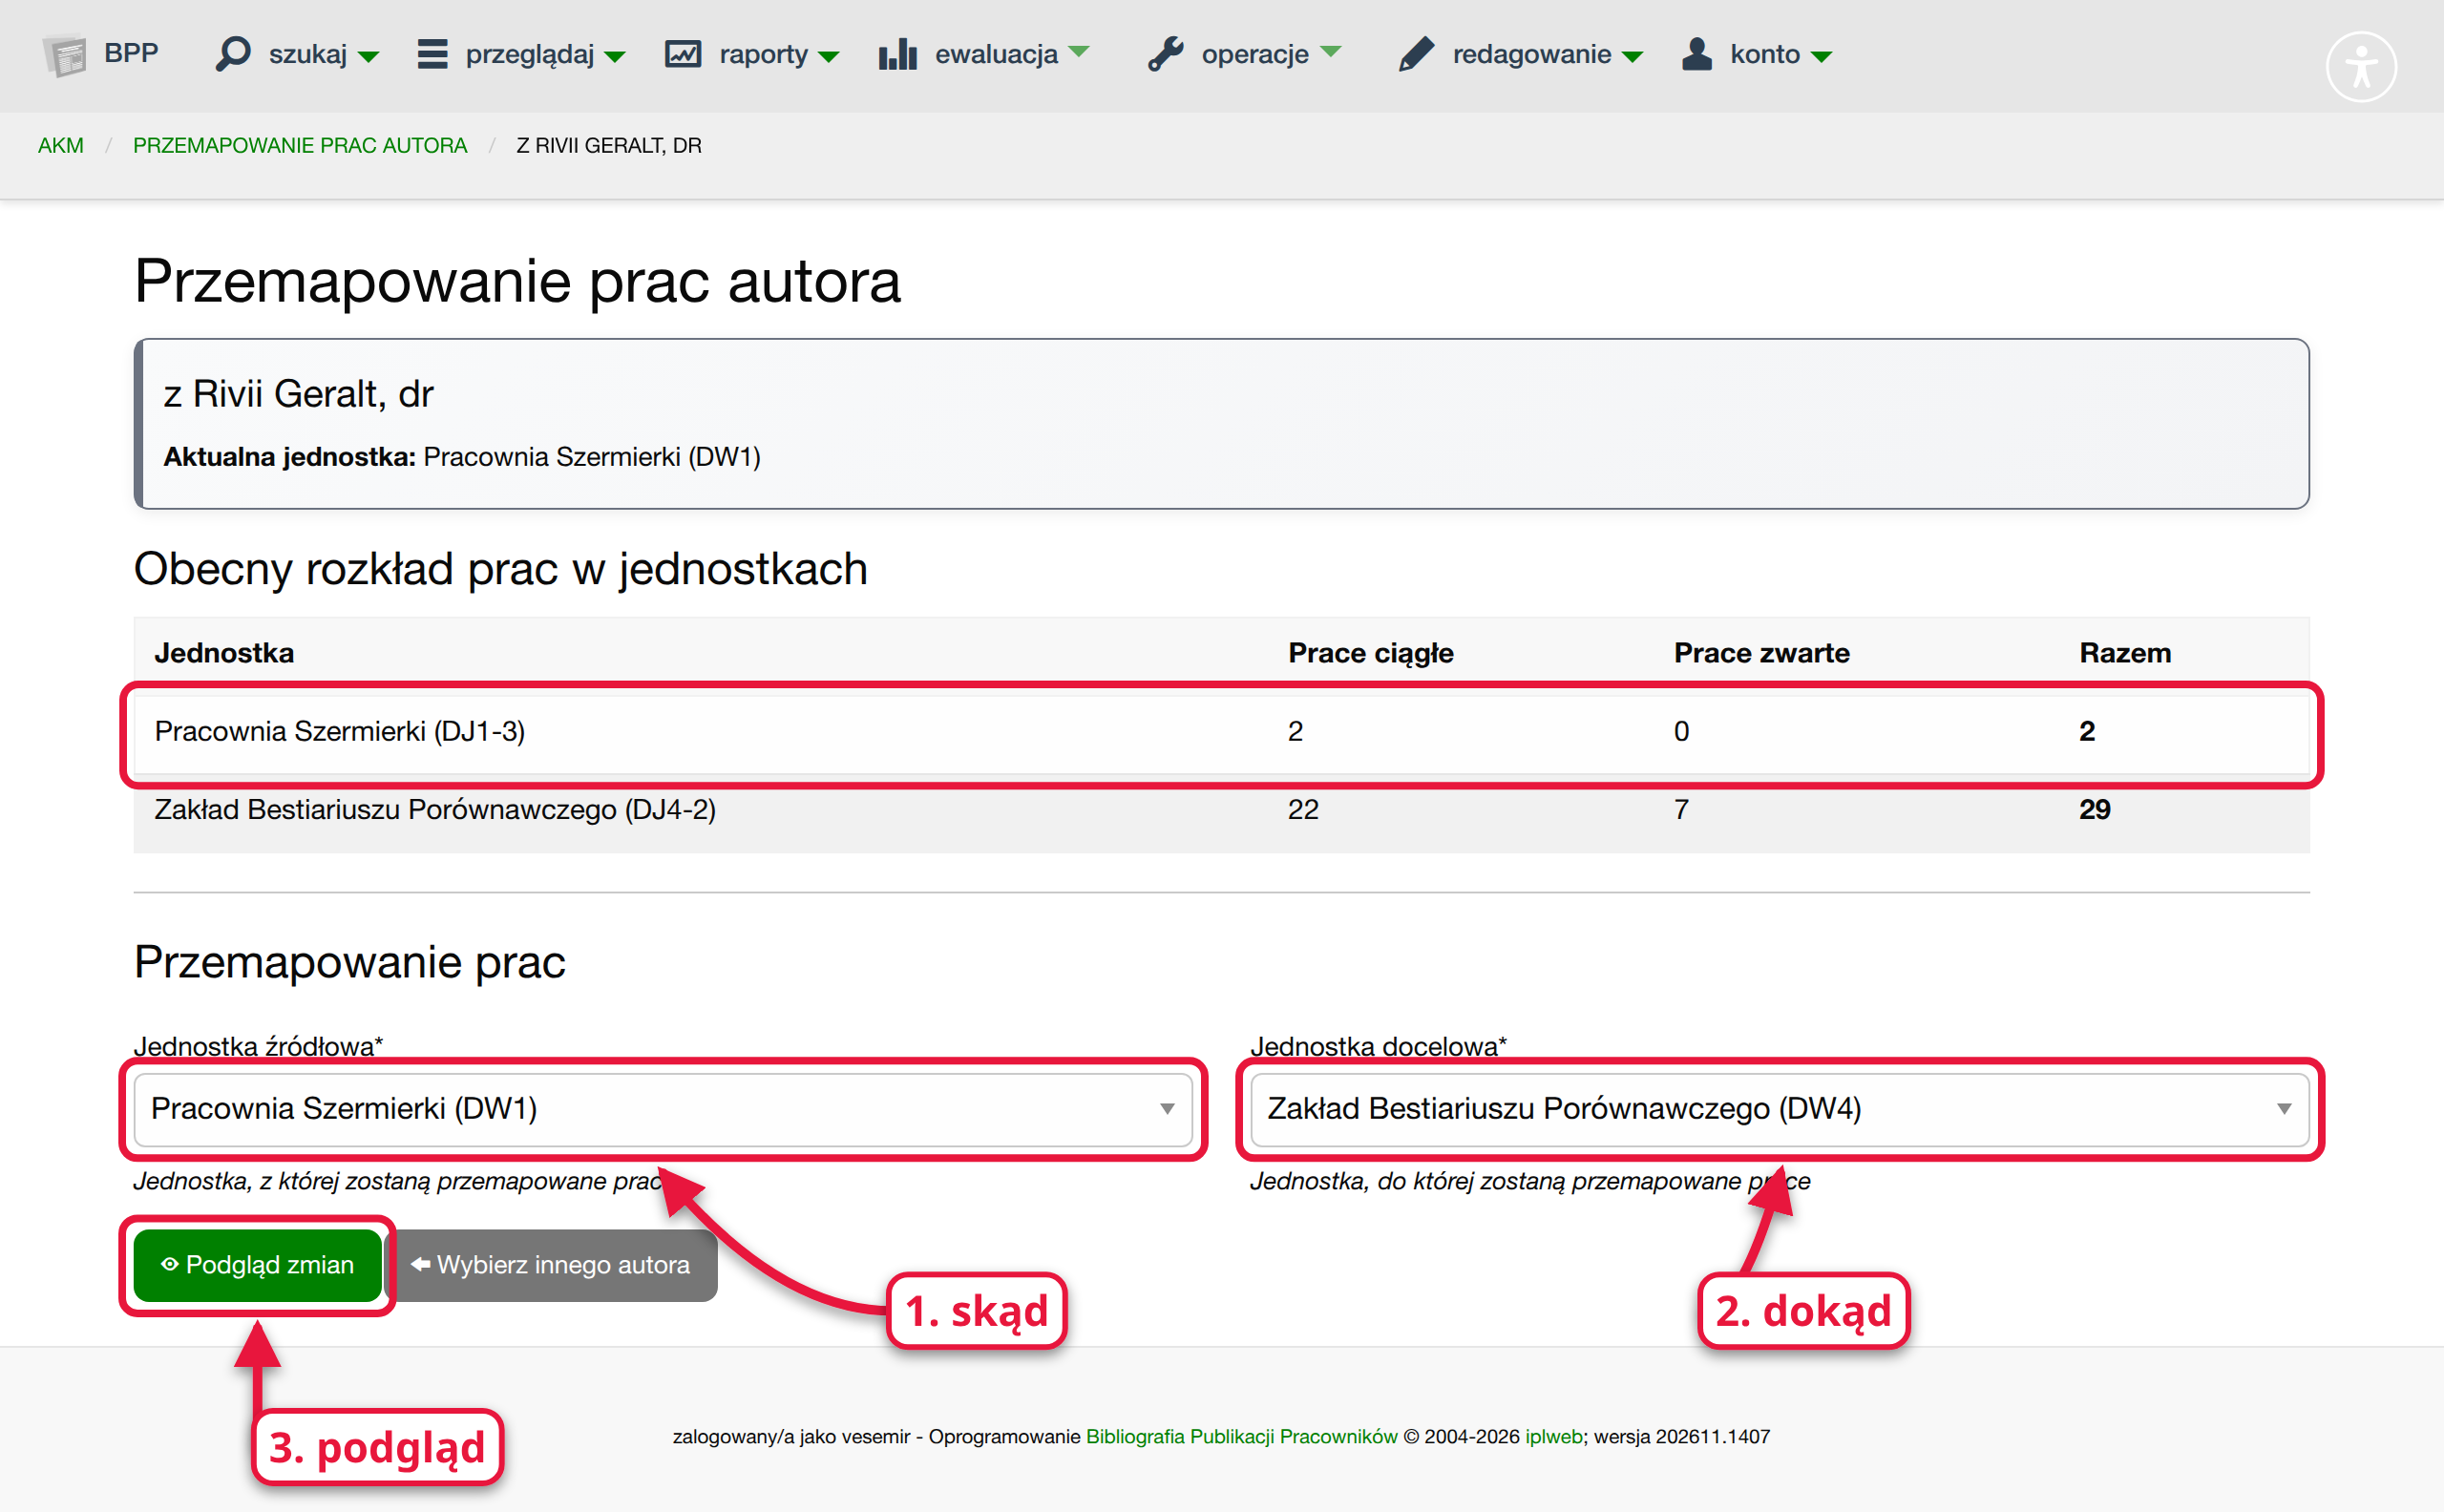 BPP szukaj przeglądaj raporty ewaluacja operacje redagowanie konto
AKM / PRZEMAPOWANIE PRAC AUTORA / Z RIVII GERALT, DR
Przemapowanie prac autora
z Rivii Geralt, dr
Aktualna jednostka: Pracownia Szermierki (DW1)
Obecny rozkład prac w jednostkach
Jednostka Prace ciągłe Prace zwarte Razem
Pracownia Szermierki (DJ1-3) 2 0 2
Zakład Bestiariuszu Porównawczego (DJ4-2) 22 7 29
Przemapowanie prac
Jednostka źródłowa* Jednostka docelowa*
Pracownia Szermierki (DW1) Zakład Bestiariuszu Porównawczego (DW4)
Jednostka, z której zostaną przemapowane prac Jednostka, do której zostaną przemapowane prace
Podgląd zmian Wybierz innego autora
1. skąd 2. dokąd
3. podgląd
zalogowany/a jako vesemir - Oprogramowanie Bibliografia Publikacji Pracowników © 2004-2026 iplweb; wersja 202611.1407